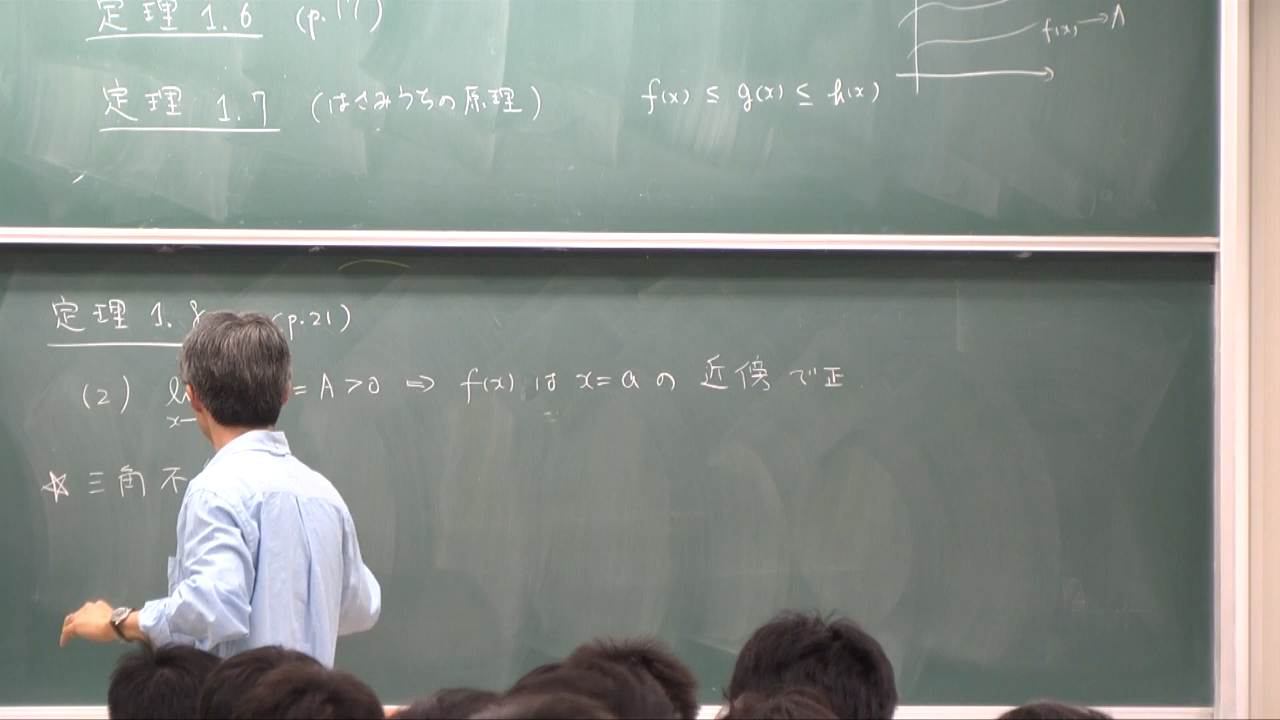 定理 1.6 (p.17)
f(x)→A
定理 1.7 (はさみうちの原理) f(x) ≤ g(x) ≤ h(x)
定理 1.8 (p.21)
(2) = A>0 ⇒ f(x) は x=a の 近傍 で 正
☆ 三角不